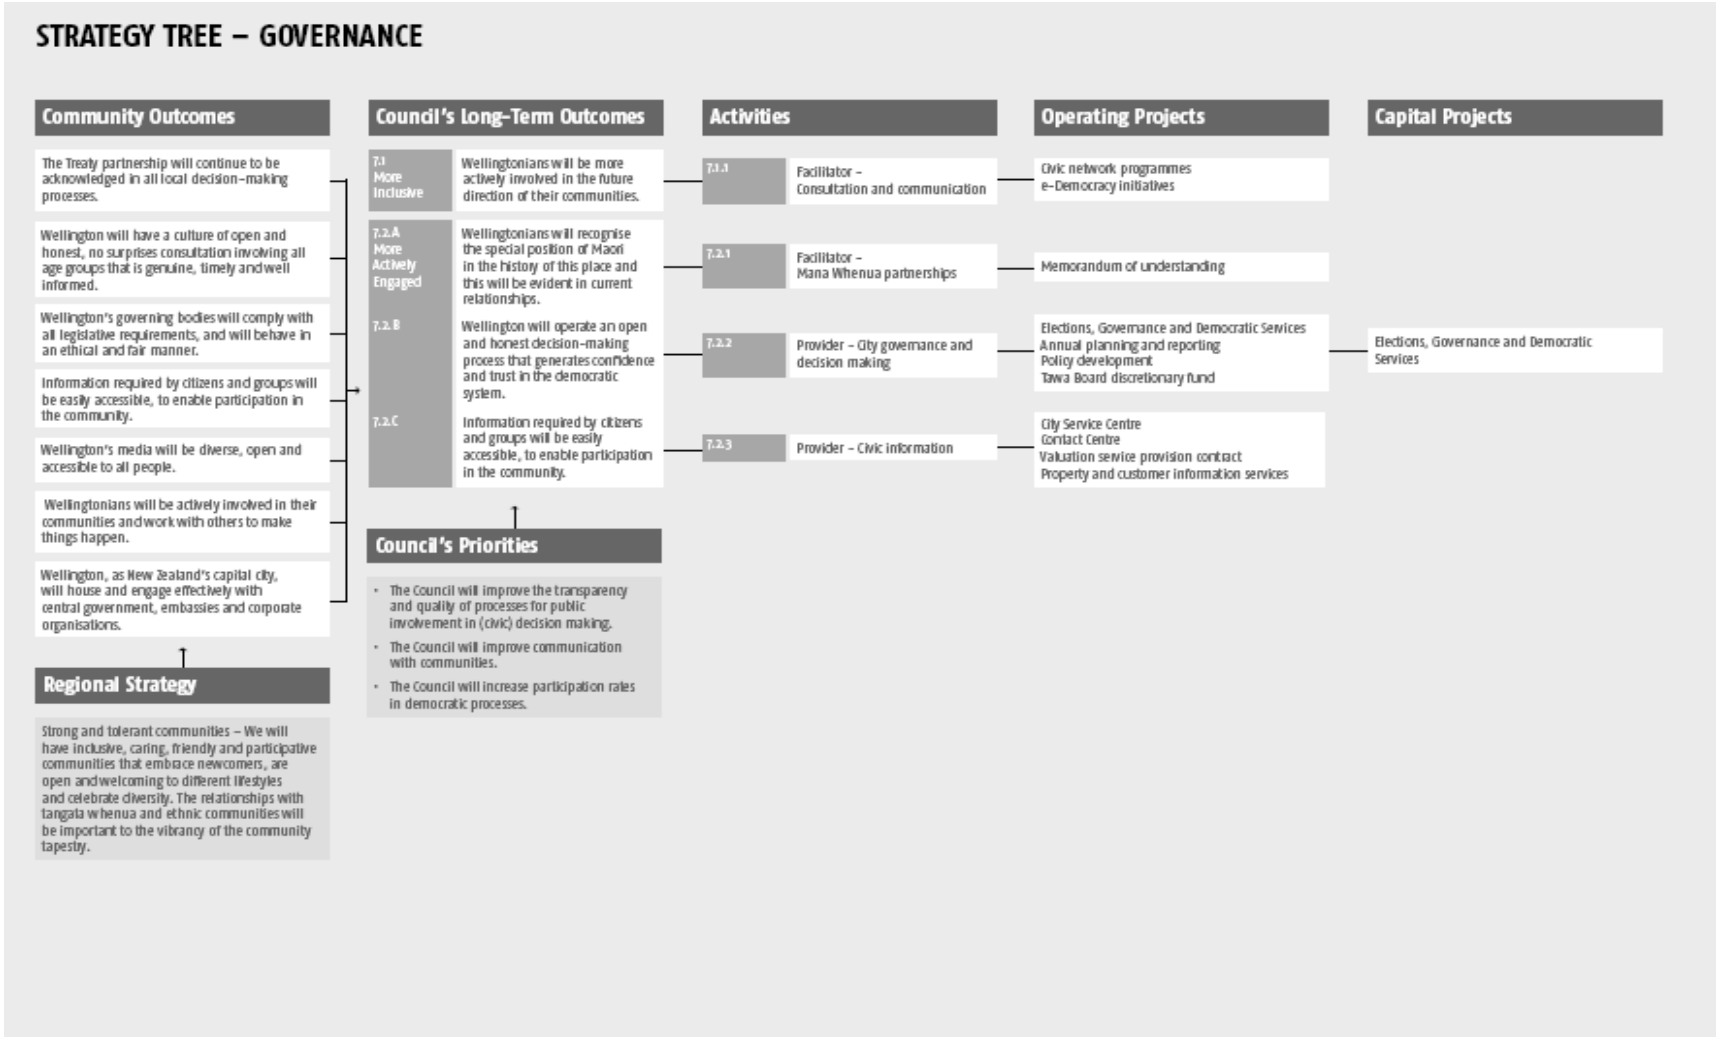 STRATEGY TREE – GOVERNANCE
Community Outcomes
The Treaty partnership will continue to be
acknowledged in all local decision-making
processes.
Wellington will have a culture of open and
honest, no surprises consultation involving all
age groups that is genuine, timely and well
informed.
Wellington's governing bodies will comply with
all legislative requirements, and will behave in
an ethical and fair manner.
Information required by citizens and groups will
be easily accessible, to enable participation in
the community.
Wellington's media will be diverse, open and
accessible to all people.
Wellingtonians will be actively involved in their
communities and work with others to make
things happen.
Wellington, as New Zealand's capital city,
will house and engage effectively with
central government, embassies and corporate
organisations.
Regional Strategy
Strong and tolerant communities – We will
have inclusive, caring, friendly and participative
communities that embrace newcomers, are
open and welcoming to different lifestyles
and celebrate diversity. The relationships with
tangata whenua and ethnic communities will
be important to the vibrancy of the community
tapestry.
Council's Long-Term Outcomes
7.1
More
Inclusive
Wellingtonians will be more
actively involved in the future
direction of their communities.
7.2.A
More
Actively
Engaged
Wellingtonians will recognise
the special position of Maori
in the history of this place and
this will be evident in current
relationships.
7.2.B
Wellington will operate an open
and honest decision-making
process that generates confidence
and trust in the democratic
system.
7.2.C
Information required by citizens
and groups will be easily
accessible, to enable participation
in the community.
Council's Priorities
• The Council will improve the transparency
and quality of processes for public
involvement in (civic) decision making.
• The Council will improve communication
with communities.
• The Council will increase participation rates
in democratic processes.
Activities
7.1.1
Facilitator –
Consultation and communication
7.2.1
Facilitator –
Mana Whenua partnerships
7.2.2
Provider – City governance and
decision making
7.2.3
Provider – Civic information
Operating Projects
Civic network programmes
e-Democracy initiatives
Memorandum of understanding
Elections, Governance and Democratic Services
Annual planning and reporting
Policy development
Tawa Board discretionary fund
City Service Centre
Contact Centre
Valuation service provision contract
Property and customer information services
Capital Projects
Elections, Governance and Democratic
Services